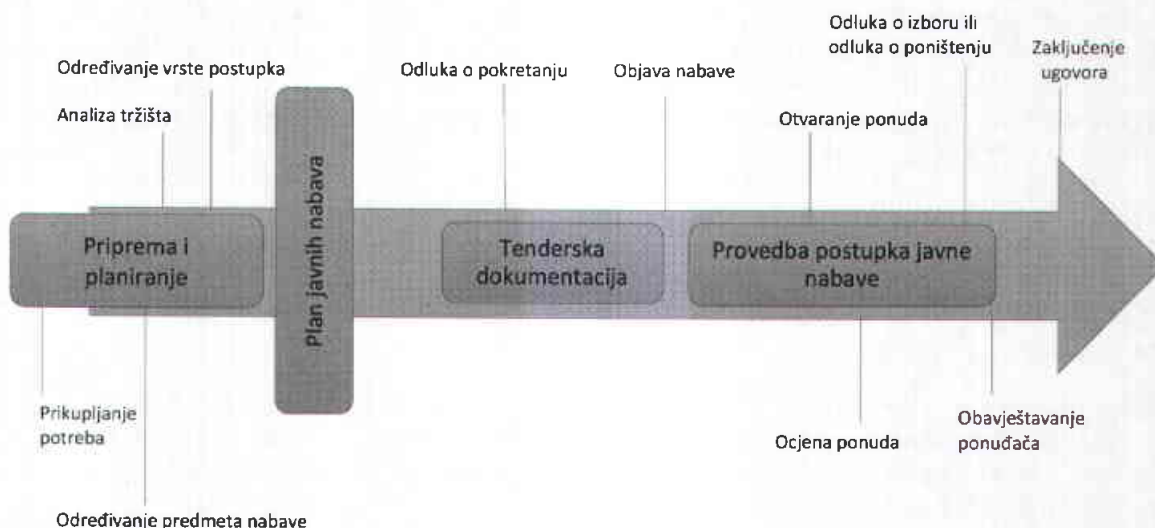 Odluka o izboru ili
odluka o poništenju
Zaključenje
ugovora
Određivanje vrste postupka
Odluka o pokretanju
Objava nabave
Analiza tržišta
Otvaranje ponuda
Plan javnih nabava
Priprema i
planiranje
Tenderska
dokumentacija
Provedba postupka javne
nabave
Prikupljanje
potreba
Ocjena ponuda
Obavještavanje
ponuđača
Određivanje predmeta nabave